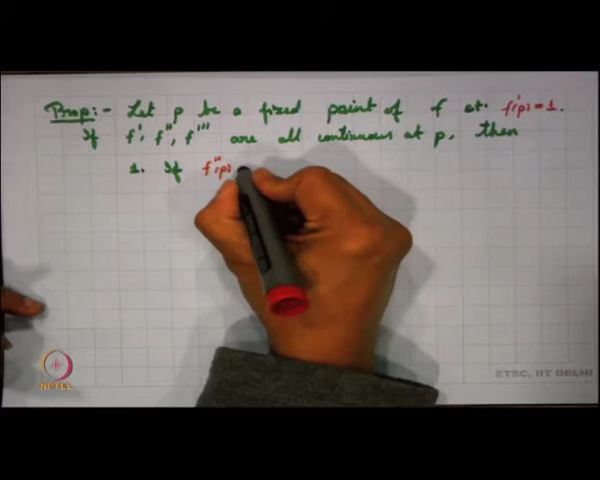 Prop:- Let p be a fixed point of f st. f'(p)=1.
If f', f'', f''' are all continuous at p, then
1. If f''(p)
NPTEL
ETSC, IIT DELHI